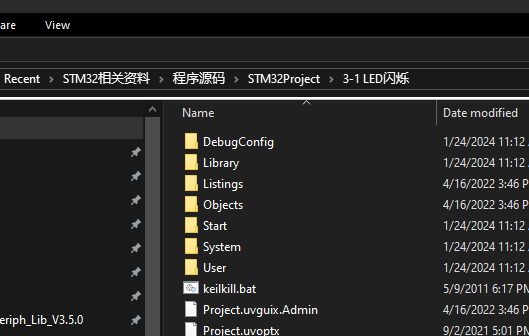 are View
Recent > STM32相关资料 > 程序源码 > STM32Project > 3-1 LED闪烁
Name Date modified
DebugConfig 1/24/2024 11:12
Library 1/24/2024 11:12
Listings 4/16/2022 3:46 P
Objects 4/16/2022 3:46 P
Start 1/24/2024 11:12
System 1/24/2024 11:12
User 1/24/2024 11:12
keilkill.bat 5/9/2011 6:17 PM
Project.uvguix.Admin 4/16/2022 3:46 P
eriph_Lib_V3.5.0
Project.uvoptx 9/2/2021 5:01 PM